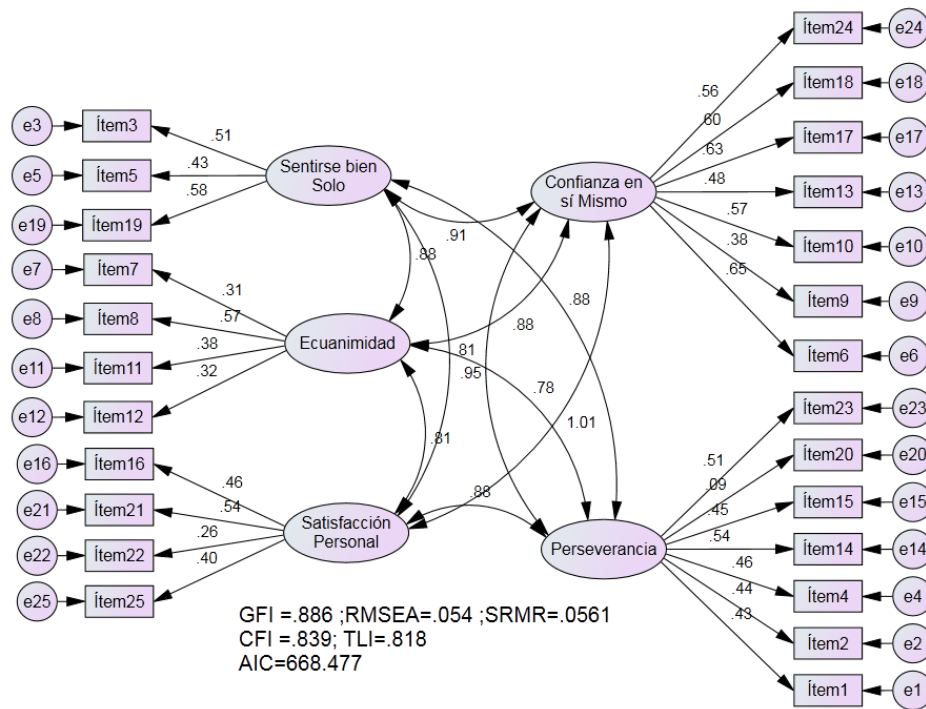 e3 Ítem3 .51
e5 Ítem5 .43
e19 Ítem19 .58
Sentirse bien
Solo
e7 Ítem7 .31
e8 Ítem8 .57
e11 Ítem11 .38
e12 Ítem12 .32
Ecuanimidad
e16 Ítem16 .46
e21 Ítem21 .54
e22 Ítem22 .26
e25 Ítem25 .40
Satisfacción
Personal
.91
.88
.88
.88
.81
.95
.78
1.01
.81
.88
Confianza en
sí Mismo
.56 Ítem24 e24
.60 Ítem18 e18
.63 Ítem17 e17
.48 Ítem13 e13
.57 Ítem10 e10
.38 Ítem9 e9
.65 Ítem6 e6
Perseverancia
.51 Ítem23 e23
.09 Ítem20 e20
.45 Ítem15 e15
.54 Ítem14 e14
.46 Ítem4 e4
.44 Ítem2 e2
.43 Ítem1 e1
GFI =.886 ;RMSEA=.054 ;SRMR=.0561
CFI =.839; TLI=.818
AIC=668.477